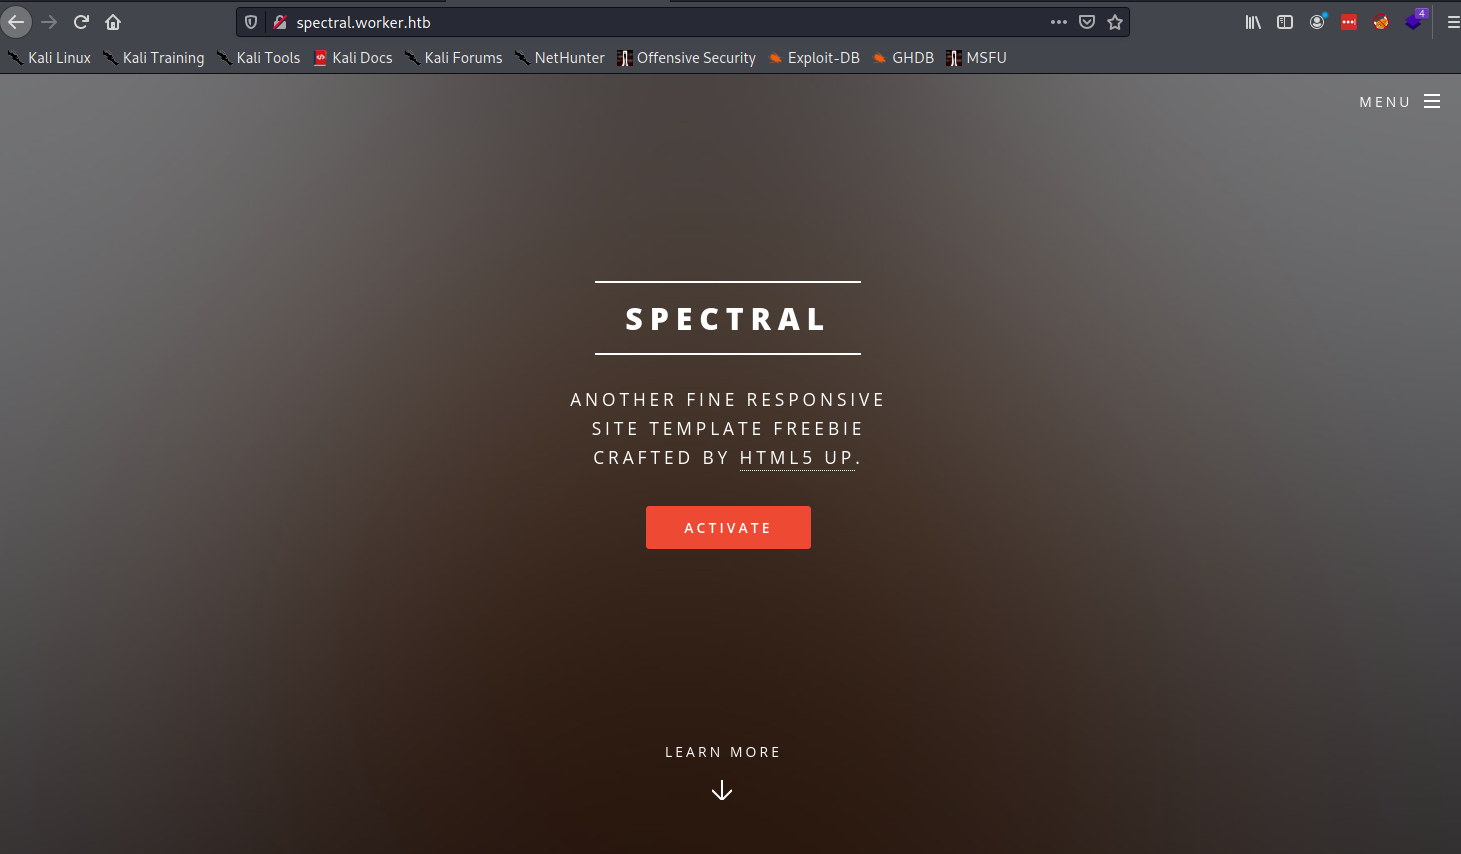 spectral.worker.htb
4
Kali Linux Kali Training Kali Tools Kali Docs Kali Forums NetHunter Offensive Security Exploit-DB GHDB MSFU
MENU
SPECTRAL
ANOTHER FINE RESPONSIVE
SITE TEMPLATE FREEBIE
CRAFTED BY HTML5 UP.
ACTIVATE
LEARN MORE